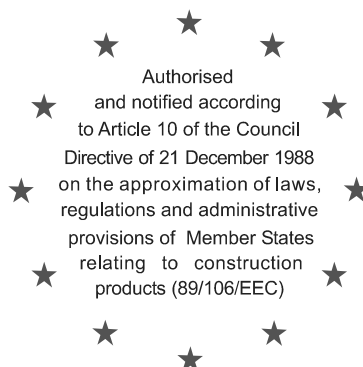 Authorised
and notified according
to Article 10 of the Council
Directive of 21 December 1988
on the approximation of laws,
regulations and administrative
provisions of Member States
relating to construction
products (89/106/EEC)